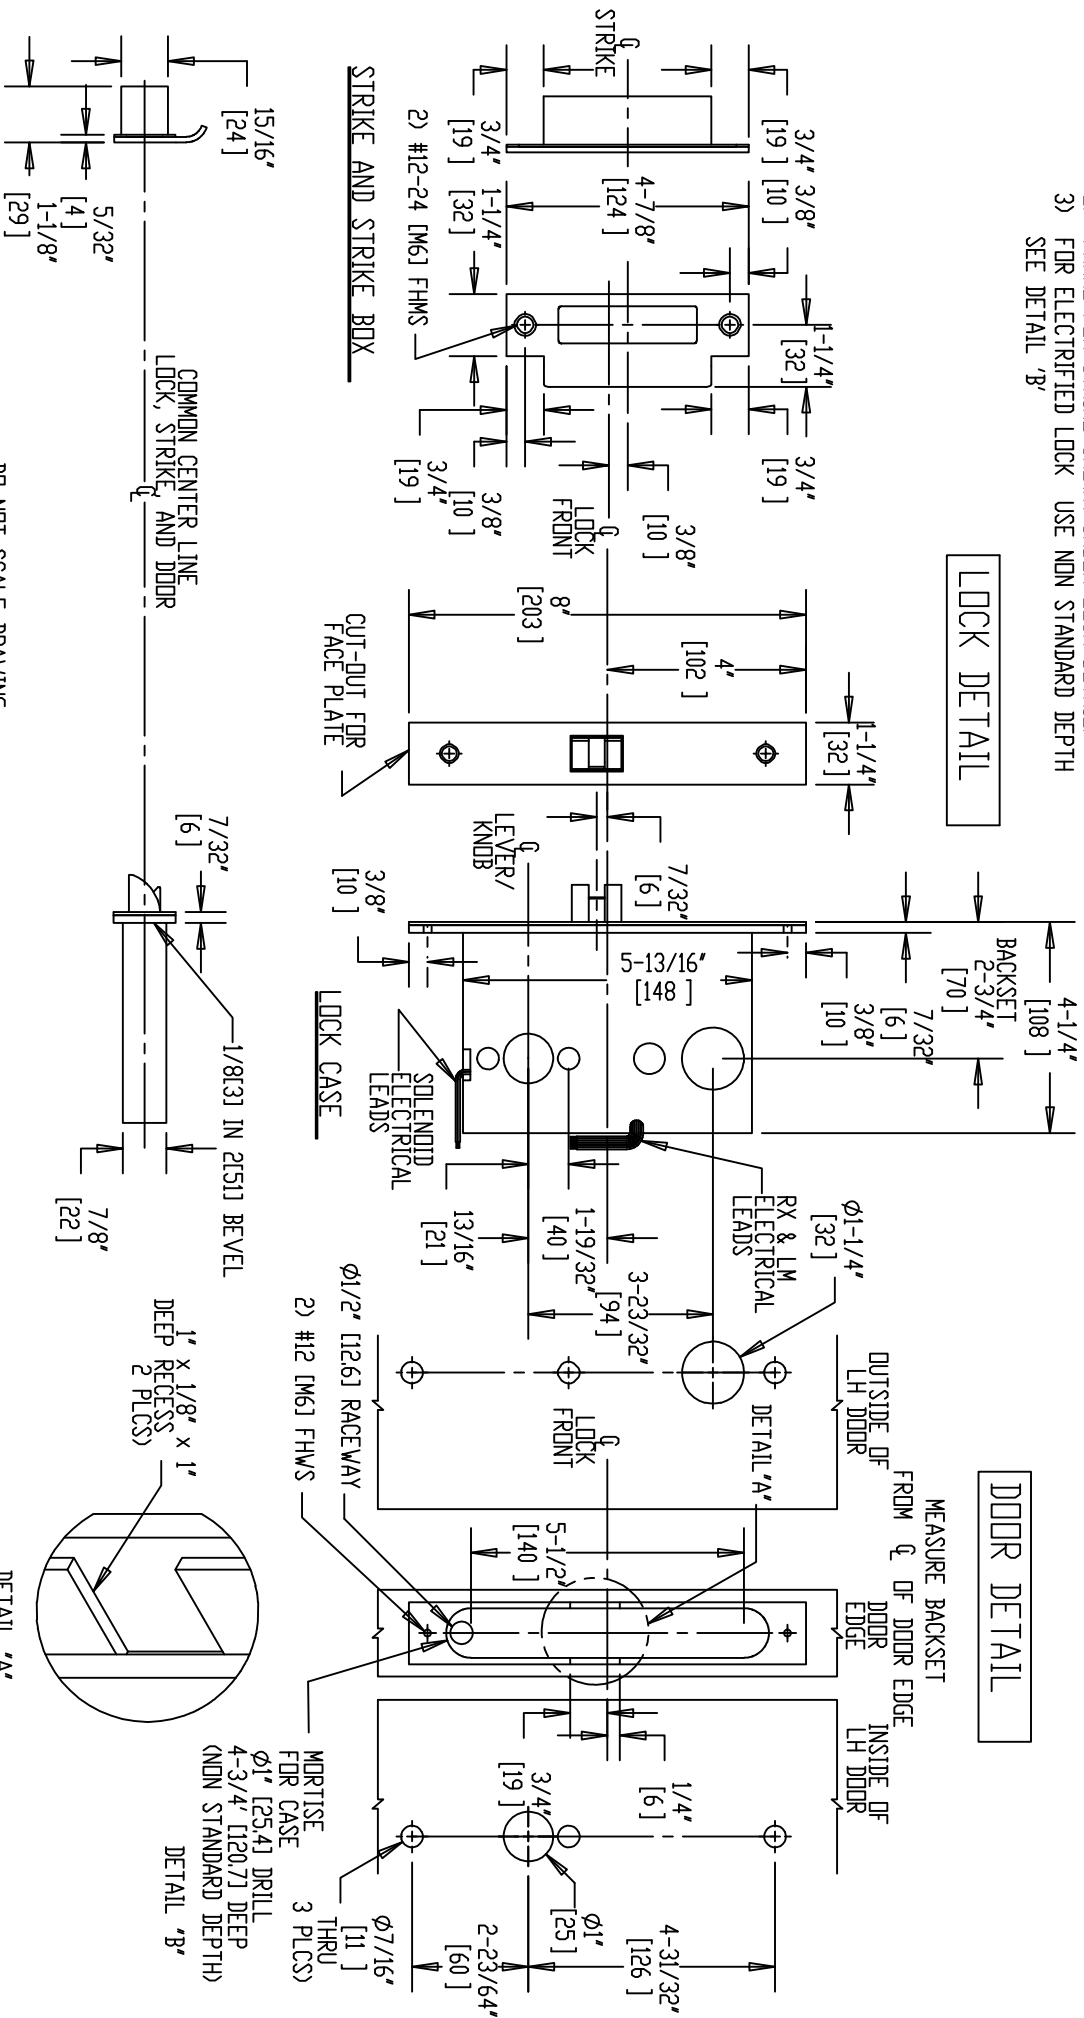 3) FOR ELECTRIFIED LOCK USE NON STANDARD DEPTH
SEE DETAIL 'B'
LOCK DETAIL
DOOR DETAIL
MEASURE BACKSET
FROM ℄ OF DOOR EDGE
OUTSIDE OF
LH DOOR
DOOR
EDGE
INSIDE OF
LH DOOR
℄
STRIKE
3/4"
[19 ]
3/4"
[19 ]
3/8"
[10 ]
4-7/8"
[124 ]
1-1/4"
[32 ]
1-1/4"
[32 ]
2) #12-24 [M6] FHMS
STRIKE AND STRIKE BOX
3/4"
[19 ]
3/8"
[10 ]
3/4"
[19 ]
3/8"
[10 ]
℄
LOCK
FRONT
8"
[203 ]
4"
[102 ]
1-1/4"
[32 ]
CUT-OUT FOR
FACE PLATE
7/32"
[6 ]
℄
LEVER/
KNOB
3/8"
[10 ]
4-1/4"
[108 ]
BACKSET
2-3/4"
[70 ]
7/32"
[6 ]
3/8"
[10 ]
5-13/16"
[148 ]
LOCK CASE
SOLENOID
ELECTRICAL
LEADS
RX & LM
ELECTRICAL
LEADS
13/16"
[21 ]
1-19/32"
[40 ]
3-23/32"
[94 ]
Ø1-1/4"
[32 ]
℄
LOCK
FRONT
DETAIL "A"
Ø1/2" [12.6] RACEWAY
2) #12 [M6] FHWS
5-1/2"
[140 ]
1/4"
[6 ]
3/4"
[19 ]
Ø1"
[25 ]
4-31/32"
[126 ]
2-23/64"
[60 ]
Ø7/16"
[11 ]
THRU
3 PLCS)
MORTISE
FOR CASE
Ø1" [25.4] DRILL
4-3/4' [120.7] DEEP
(NON STANDARD DEPTH)
DETAIL "B"
15/16"
[24 ]
5/32"
[4 ]
1-1/8"
[29 ]
COMMON CENTER LINE
LOCK, STRIKE, AND DOOR
℄
7/32"
[6 ]
1/8[3] IN 2[51] BEVEL
7/8"
[22 ]
1" x 1/8" x 1"
DEEP RECESS
2 PLCS)
DETAIL "A"
DO NOT SCALE DRAWING